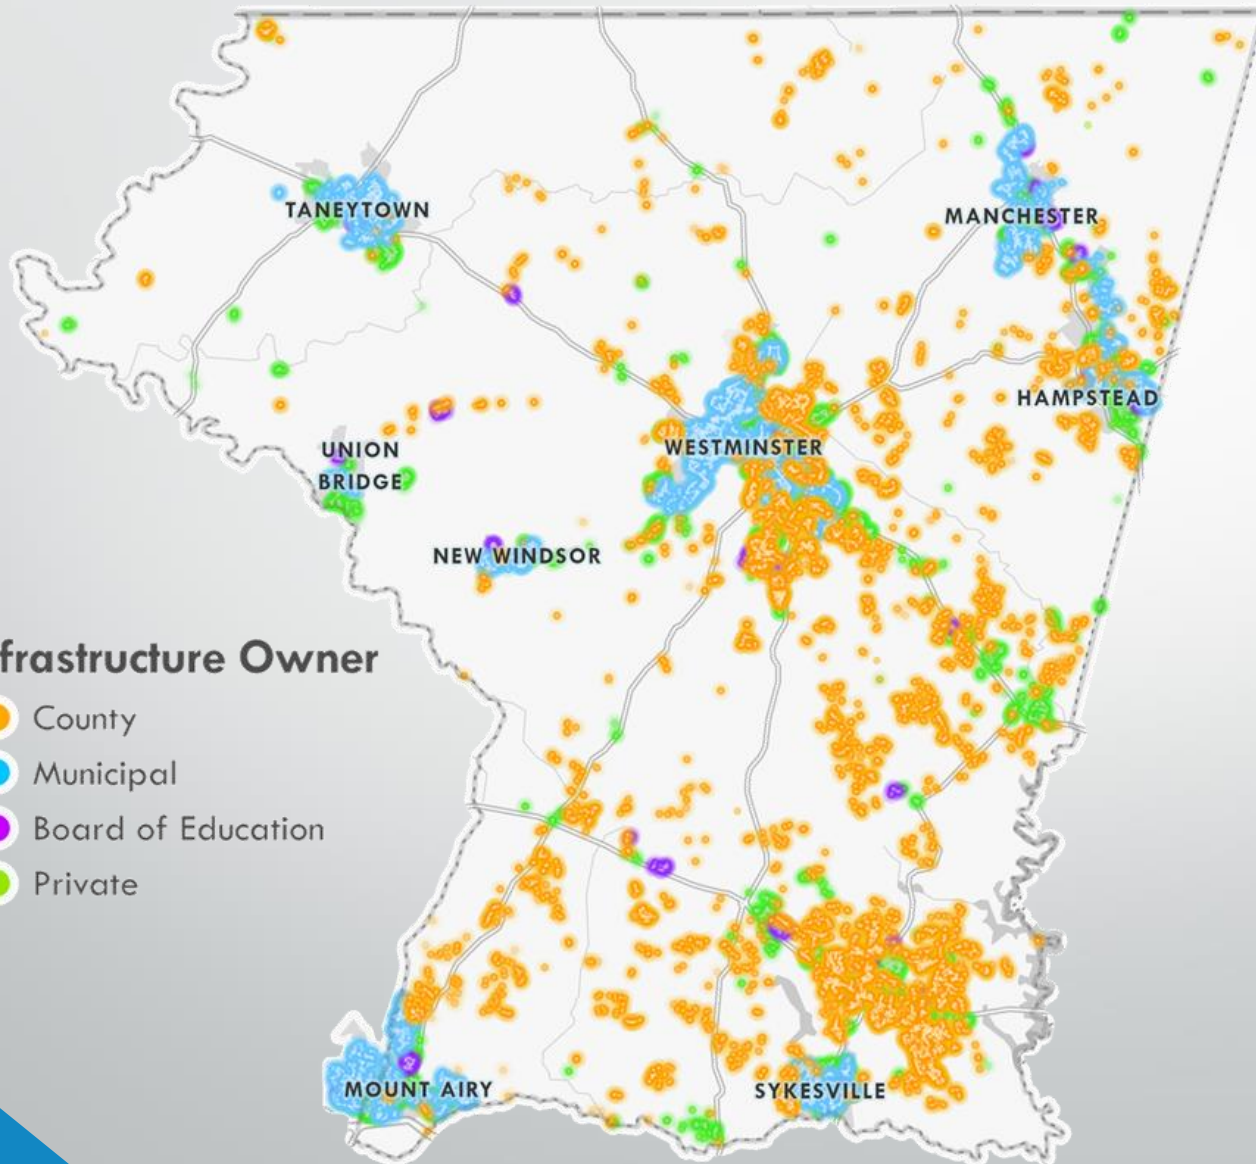 TANEYTOWN
MANCHESTER
HAMPSTEAD
WESTMINSTER
UNION
BRIDGE
NEW WINDSOR
frastructure Owner
County
Municipal
Board of Education
Private
MOUNT AIRY
SYKESVILLE